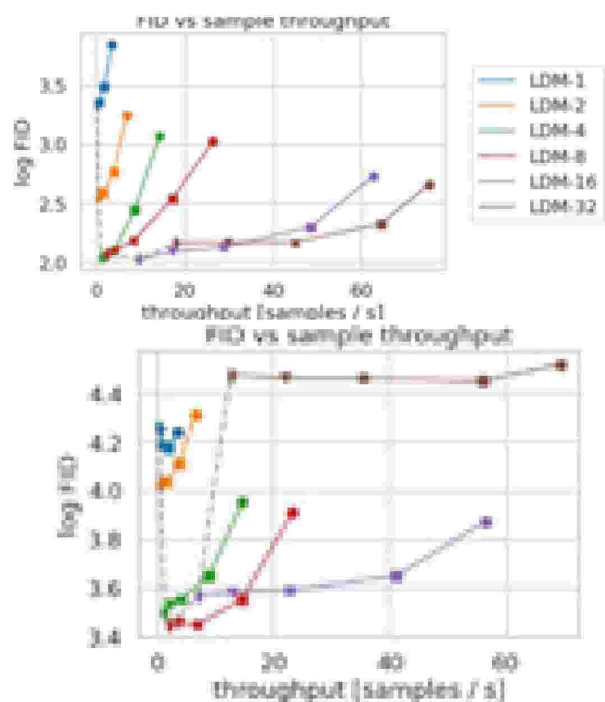 FID vs sample throughput
3.5
3.0
2.5
2.0
log FID
0 20 40 60
throughput [samples / s]
LDM-1
LDM-2
LDM-4
LDM-8
LDM-16
LDM-32
FID vs sample throughput
4.4
4.2
4.0
3.8
3.6
3.4
log FID
0 20 40 60
throughput [samples / s]